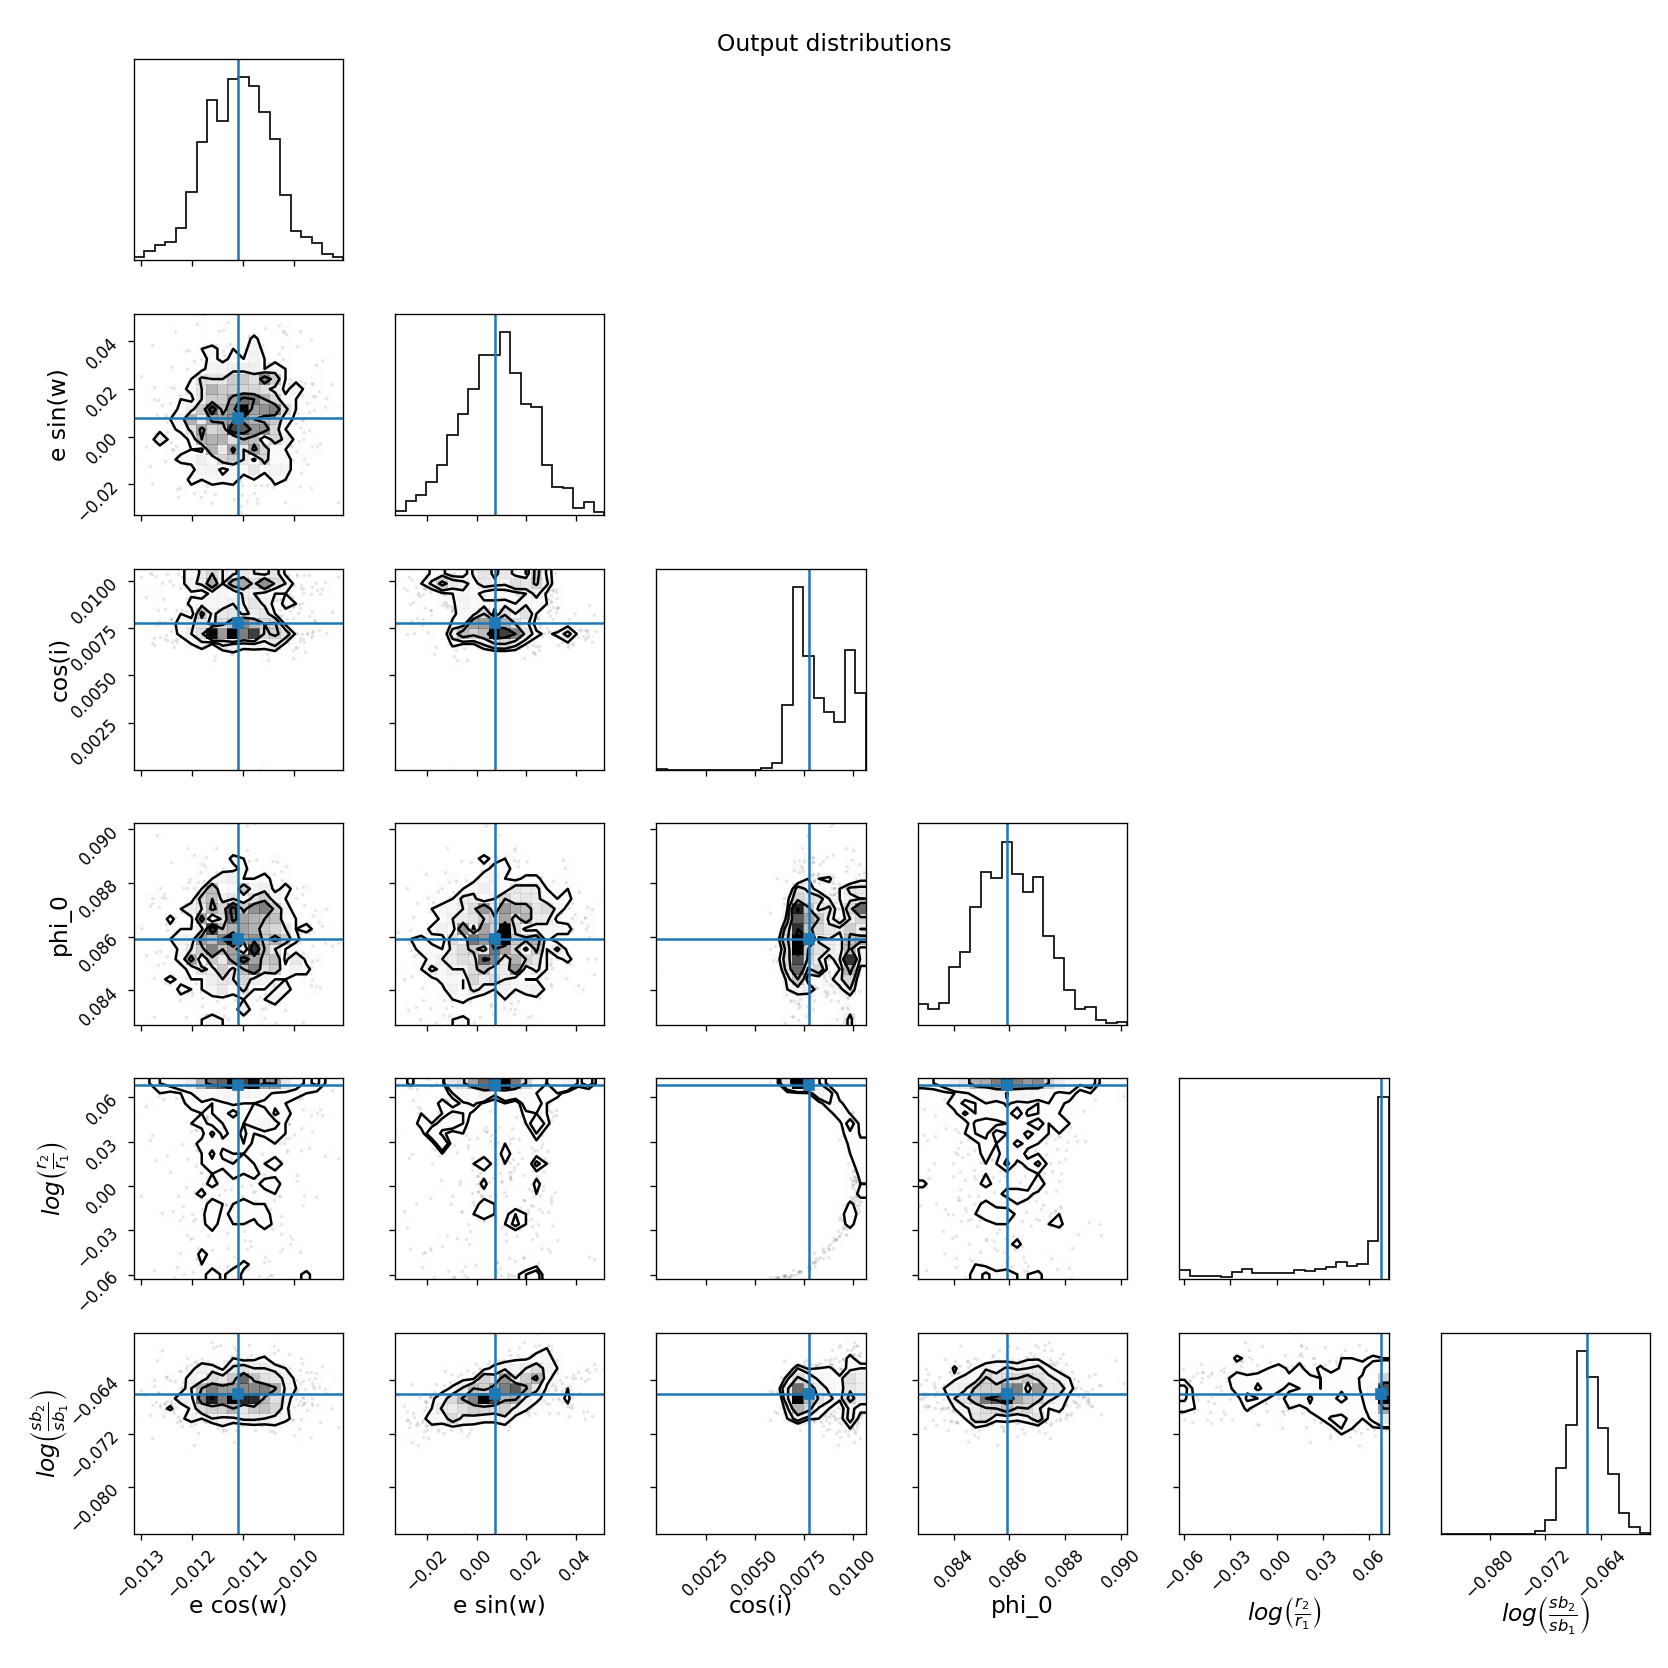 Output distributions
e sin(w)
0.04
0.02
0.00
−0.02
cos(i)
0.0100
0.0075
0.0050
0.0025
phi_0
0.090
0.088
0.086
0.084
log(r₂/r₁)
0.06
0.03
0.00
−0.03
−0.06
log(sb₂/sb₁)
−0.064
−0.072
−0.080
−0.013 −0.012 −0.011 −0.010
−0.02 0.00 0.02 0.04
0.0025 0.0050 0.0075 0.0100
0.084 0.086 0.088 0.090
−0.06 −0.03 0.00 0.03 0.06
−0.080 −0.072 −0.064
e cos(w) e sin(w) cos(i) phi_0 log(r₂/r₁) log(sb₂/sb₁)